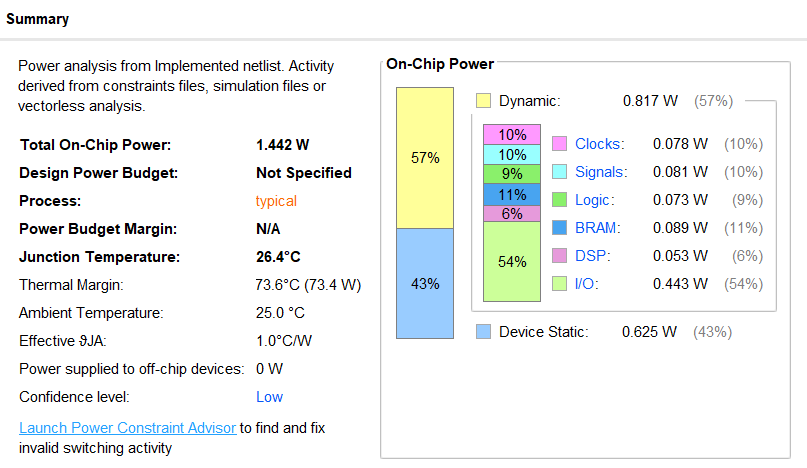 Summary
Power analysis from Implemented netlist. Activity
derived from constraints files, simulation files or
vectorless analysis.
Total On-Chip Power: 1.442 W
Design Power Budget: Not Specified
Process: typical
Power Budget Margin: N/A
Junction Temperature: 26.4°C
Thermal Margin: 73.6°C (73.4 W)
Ambient Temperature: 25.0 °C
Effective ϑJA: 1.0°C/W
Power supplied to off-chip devices: 0 W
Confidence level: Low
Launch Power Constraint Advisor to find and fix
invalid switching activity
On-Chip Power
57%
43%
Dynamic: 0.817 W (57%)
10% Clocks: 0.078 W (10%)
10% Signals: 0.081 W (10%)
9% Logic: 0.073 W (9%)
11% BRAM: 0.089 W (11%)
6% DSP: 0.053 W (6%)
54% I/O: 0.443 W (54%)
Device Static: 0.625 W (43%)